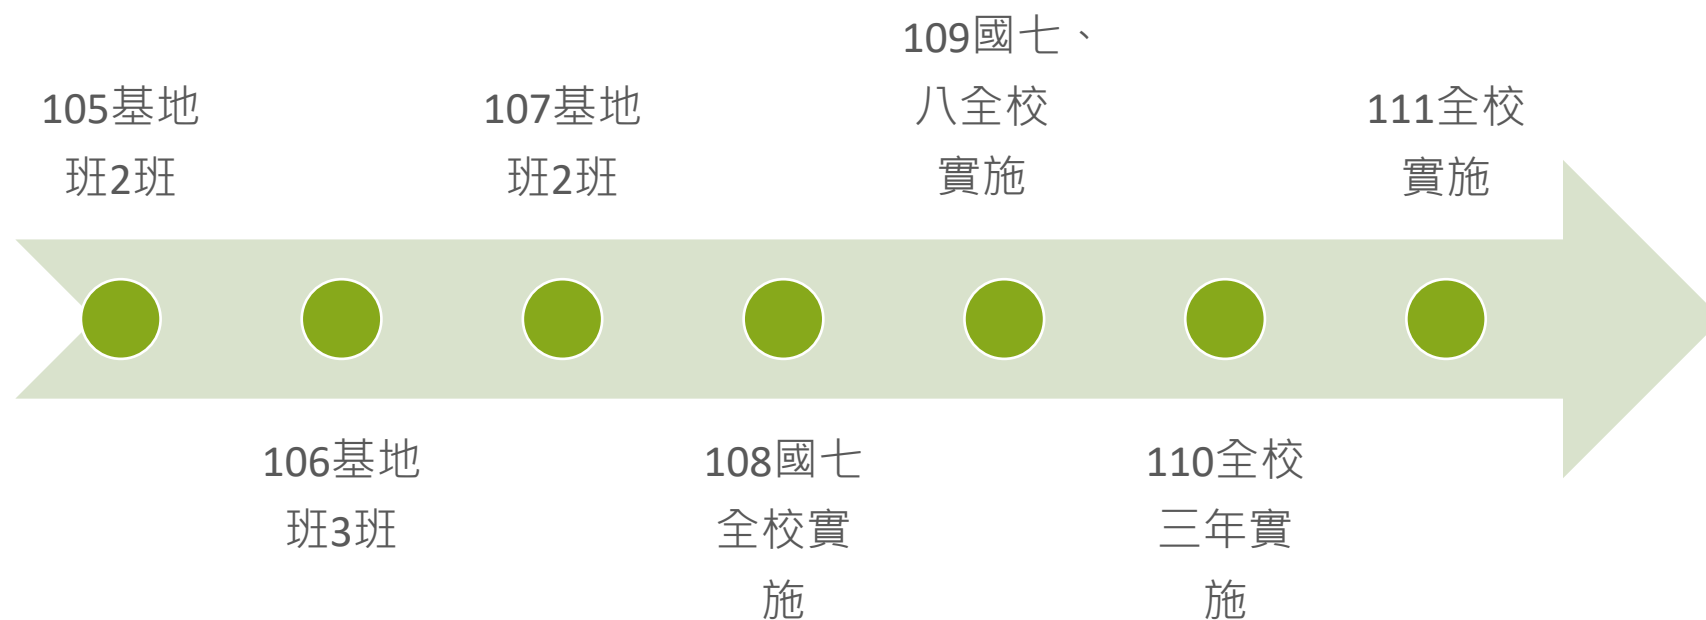 105基地
班2班
106基地
班3班
107基地
班2班
108國七
全校實
施
109國七、
八全校
實施
110全校
三年實
施
111全校
實施